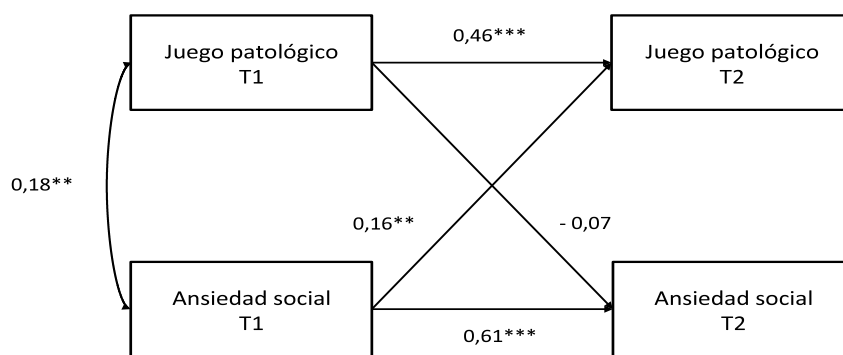 0,46***
Juego patológico
T1
Juego patológico
T2
0,18**
0,16**
- 0,07
Ansiedad social
T1
Ansiedad social
T2
0,61***